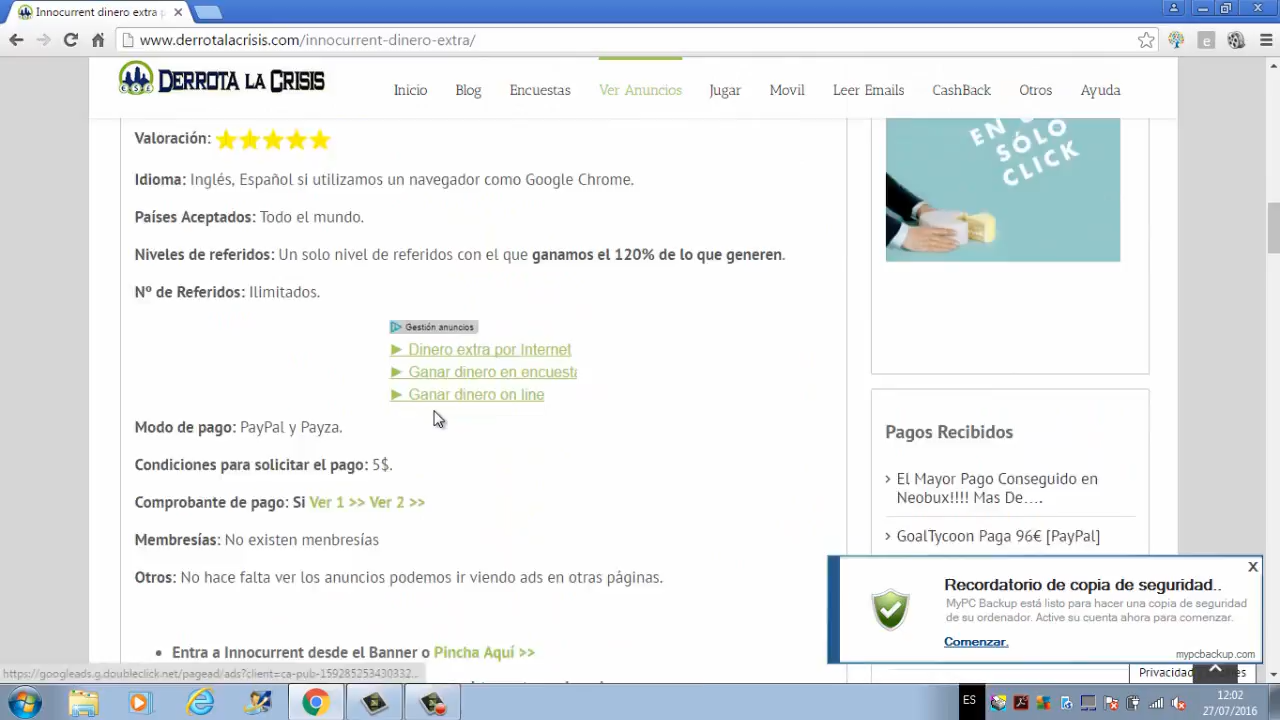 Innocurrent dinero extra
www.derrotalacrisis.com/innocurrent-dinero-extra/
DERROTA LA CRISIS
Inicio Blog Encuestas Ver Anuncios Jugar Movil Leer Emails CashBack Otros Ayuda
Valoración:
Idioma: Inglés, Español si utilizamos un navegador como Google Chrome.
Países Aceptados: Todo el mundo.
Niveles de referidos: Un solo nivel de referidos con el que ganamos el 120% de lo que generen.
Nº de Referidos: Ilimitados.
Gestión anuncios
► Dinero extra por Internet
► Ganar dinero en encuesta
► Ganar dinero on line
Modo de pago: PayPal y Payza.
Condiciones para solicitar el pago: 5$.
Comprobante de pago: Si Ver 1 >> Ver 2 >>
Membresías: No existen menbresías
Otros: No hace falta ver los anuncios podemos ir viendo ads en otras páginas.
• Entra a Innocurrent desde el Banner o Pincha Aquí >>
EN
SÓLO
CLICK
Pagos Recibidos
› El Mayor Pago Conseguido en
Neobux!!!! Mas De….
› GoalTycoon Paga 96€ [PayPal]
Recordatorio de copia de seguridad..
MyPC Backup está listo para hacer una copia de seguridad
de su ordenador. Active su cuenta ahora para comenzar.
Comenzar.
mypcbackup.com
https://googleads.g.doubleclick.net/pagead/ads?client=ca-pub-159285253430332...
ES
12:02
27/07/2016